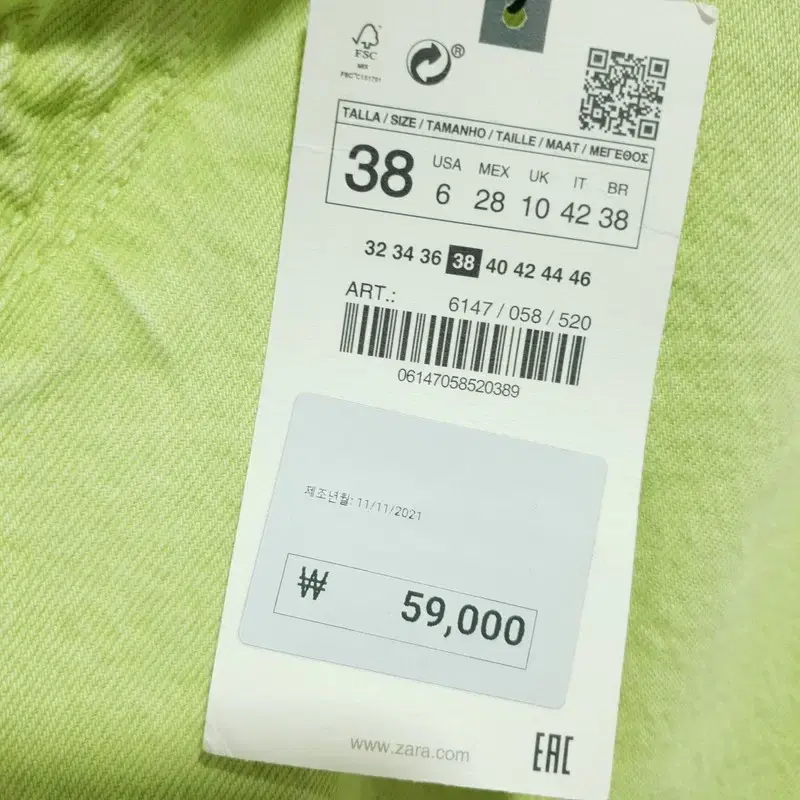 FSC
MIX
®
TALLA / SIZE / TAMANHO / TAILLE / MAAT / ΜΕΓΕΘΟΣ
38 USA MEX UK IT BR
6 28 10 42 38
32 34 36 38 40 42 44 46
ART.: 6147 / 058 / 520
06147058520389
제조년월: 11/11/2021
₩ 59,000
www.zara.com EAC